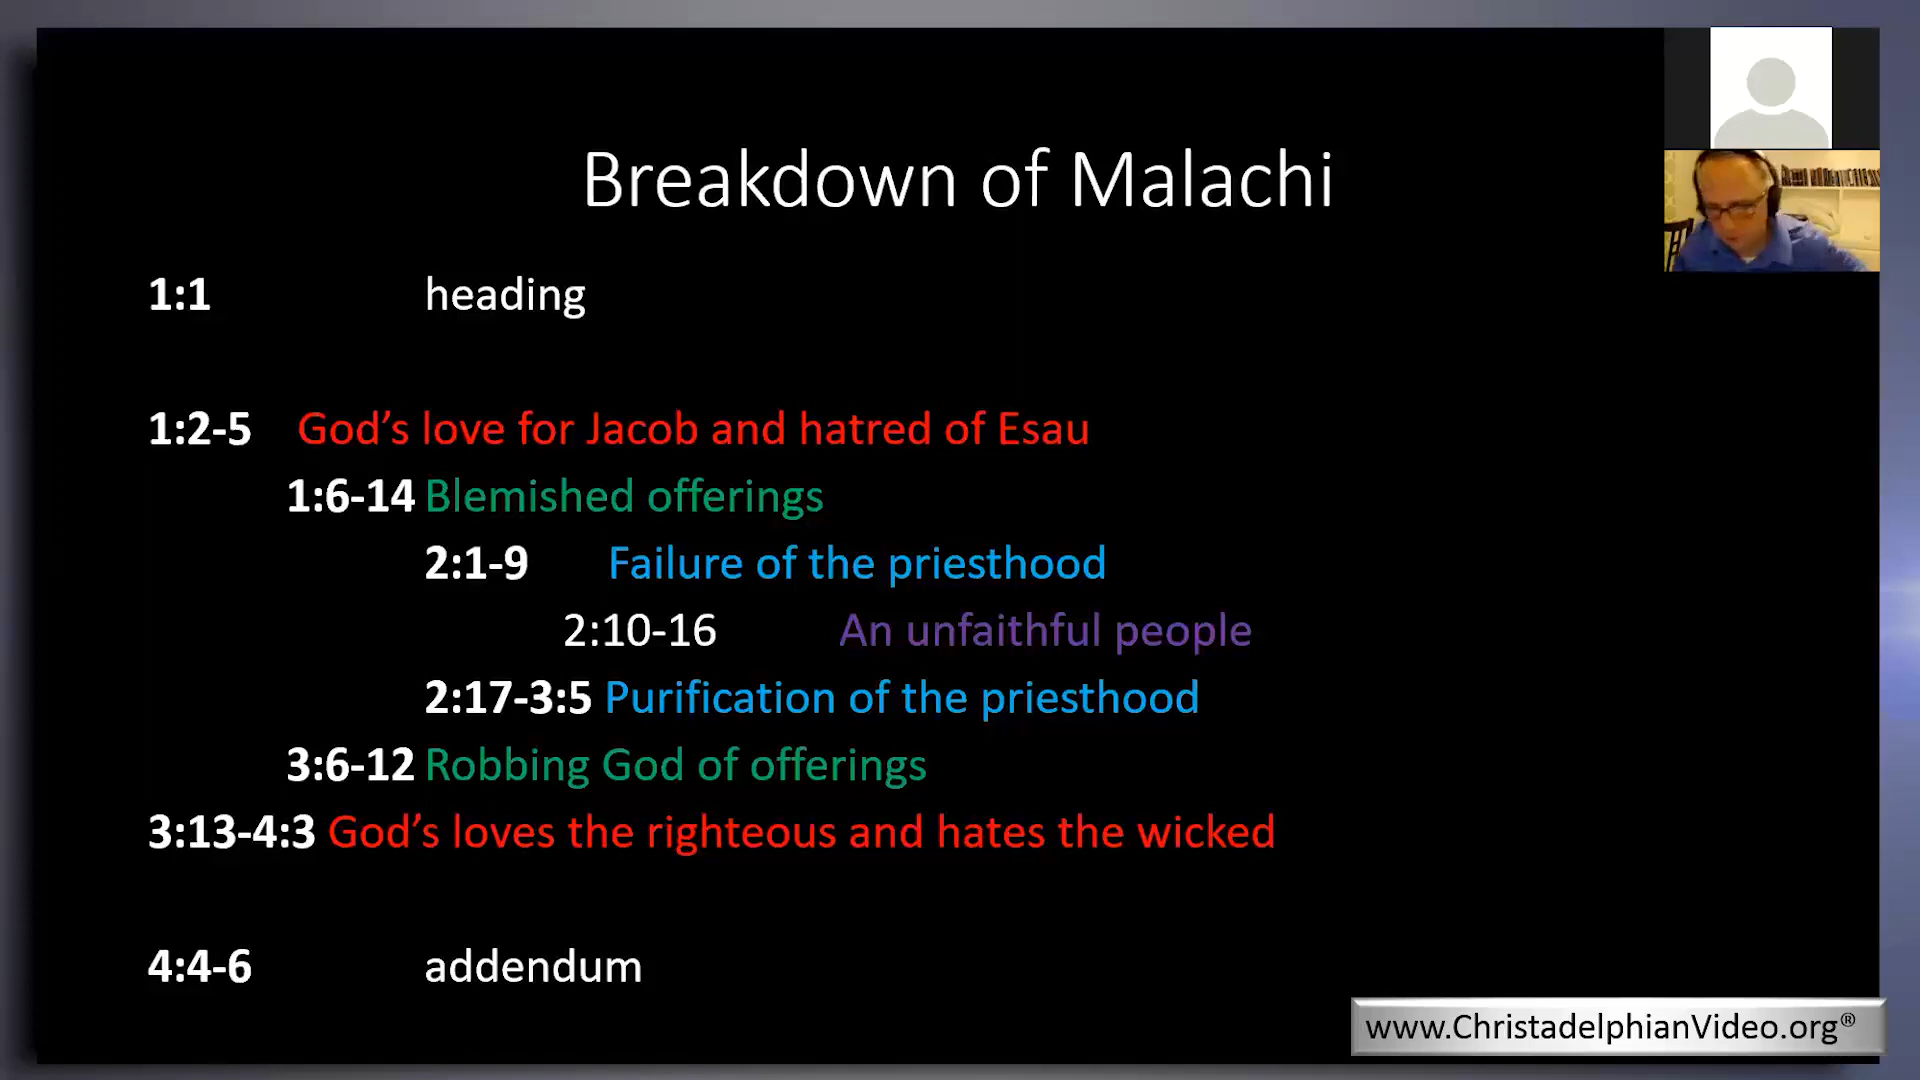 Breakdown of Malachi
1:1 heading
1:2-5 God’s love for Jacob and hatred of Esau
1:6-14 Blemished offerings
2:1-9 Failure of the priesthood
2:10-16 An unfaithful people
2:17-3:5 Purification of the priesthood
3:6-12 Robbing God of offerings
3:13-4:3 God’s loves the righteous and hates the wicked
4:4-6 addendum
www.ChristadelphianVideo.org®